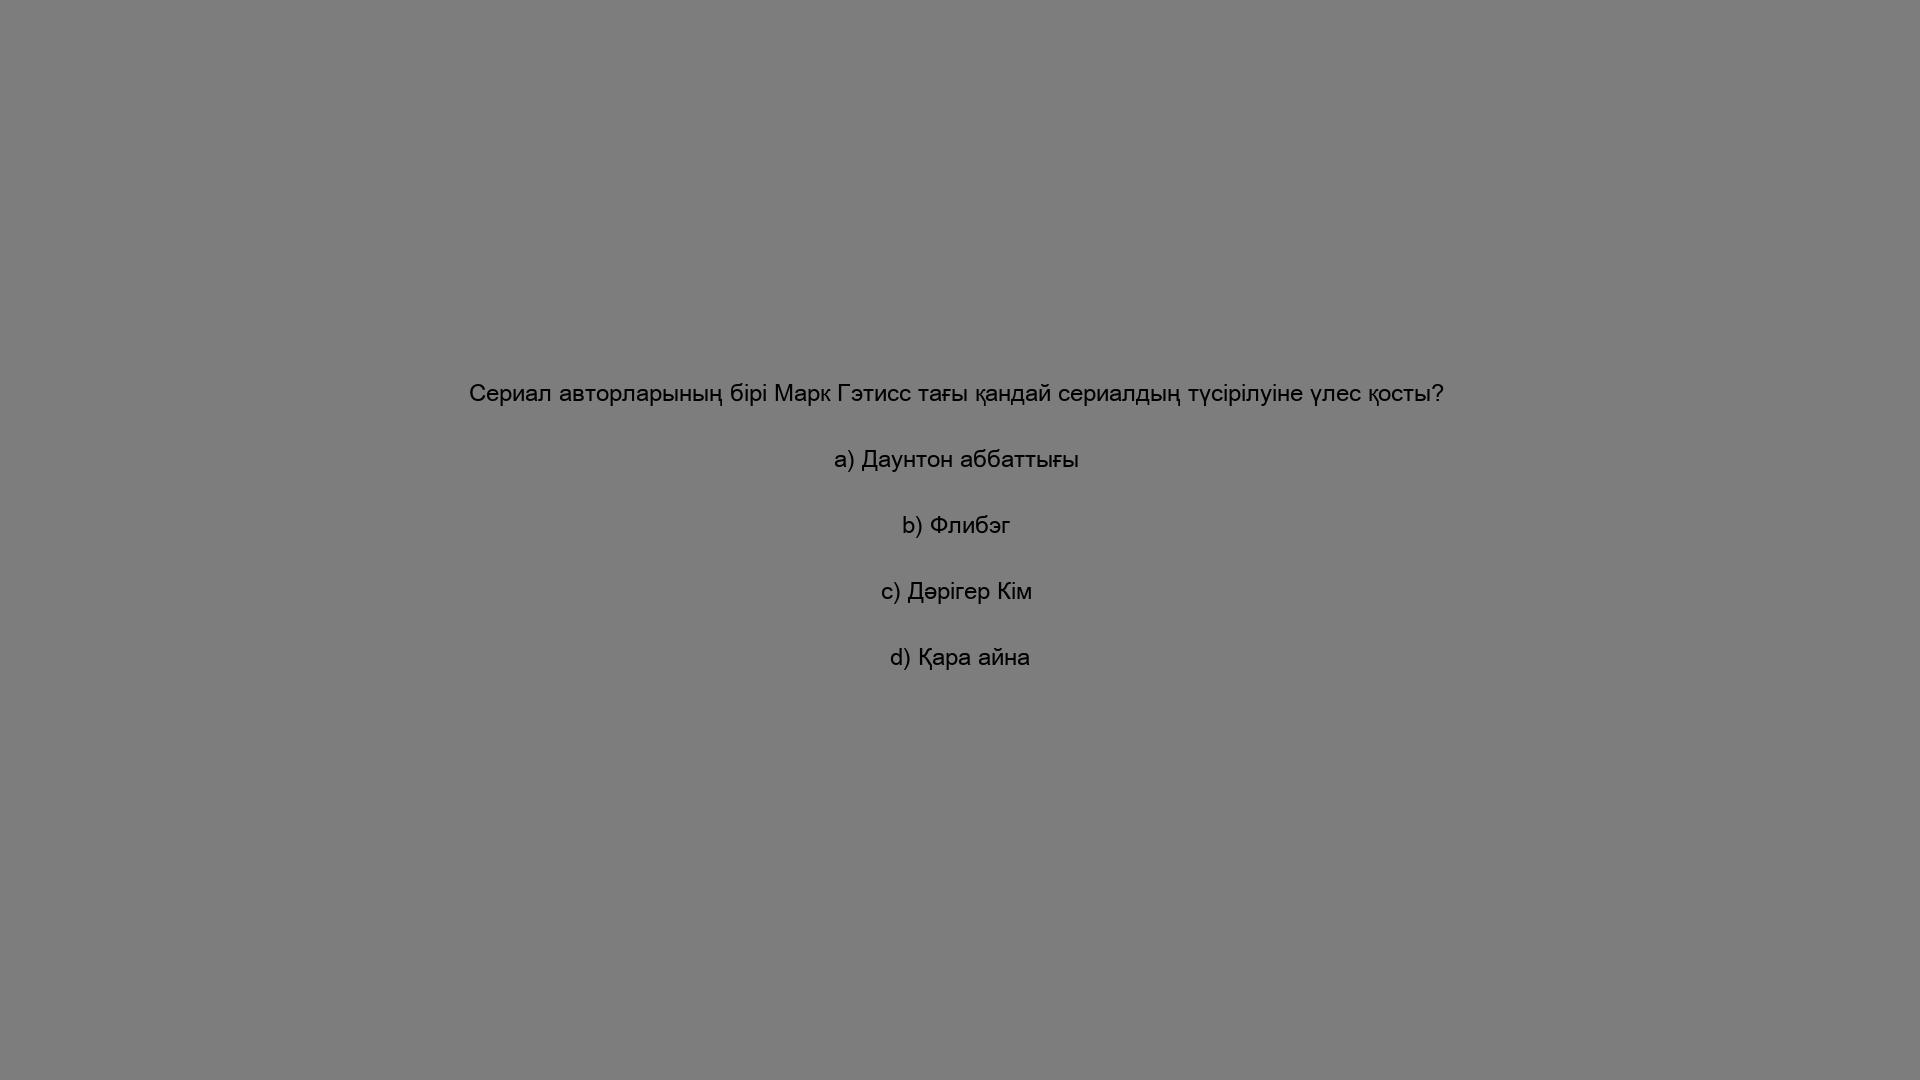 Сериал авторларының бірі Марк Гэтисс тағы қандай сериалдың түсірілуіне үлес қосты?
a) Даунтон аббаттығы
b) Флибэг
c) Дәрігер Кім
d) Қара айна